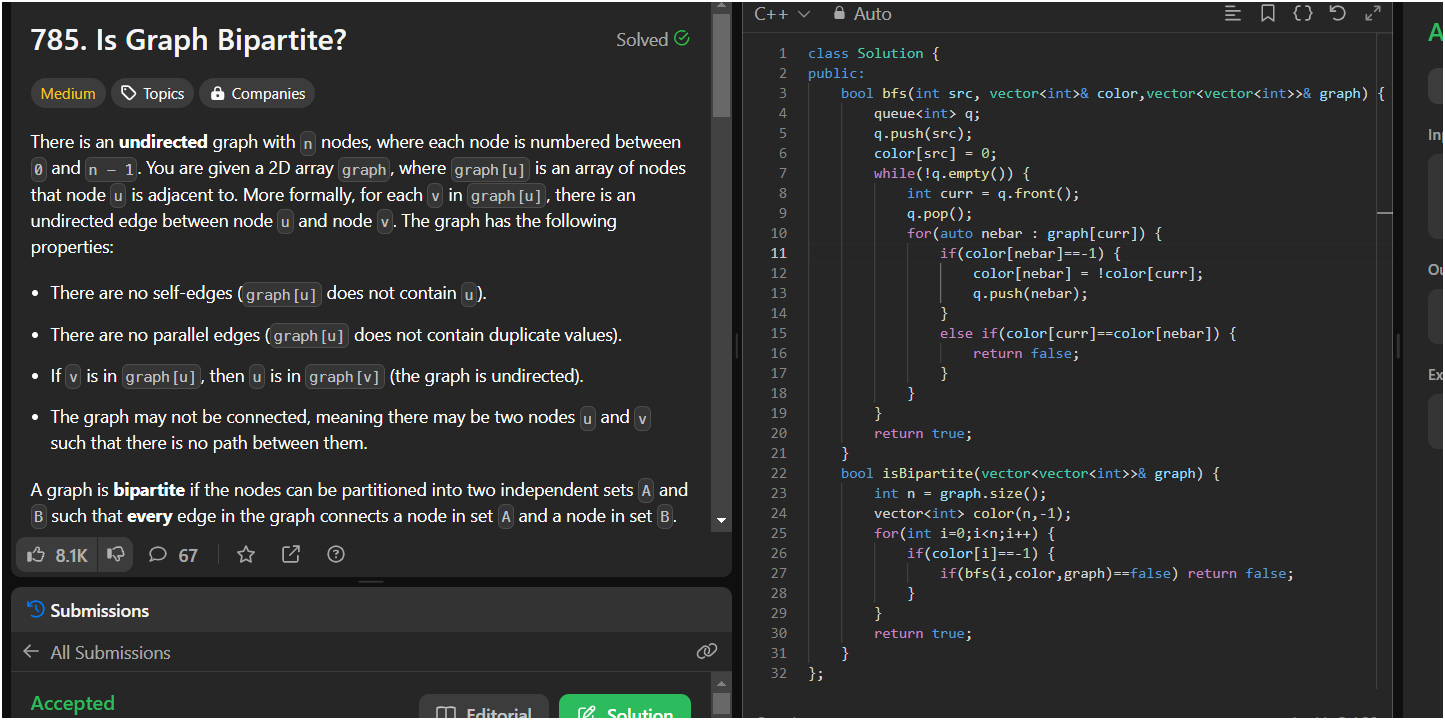 785. Is Graph Bipartite?
Solved
Medium
Topics
Companies
There is an undirected graph with n nodes, where each node is numbered between
0 and n - 1. You are given a 2D array graph, where graph[u] is an array of nodes
that node u is adjacent to. More formally, for each v in graph[u], there is an
undirected edge between node u and node v. The graph has the following
properties:
• There are no self-edges (graph[u] does not contain u).
• There are no parallel edges (graph[u] does not contain duplicate values).
• If v is in graph[u], then u is in graph[v] (the graph is undirected).
• The graph may not be connected, meaning there may be two nodes u and v
such that there is no path between them.
A graph is bipartite if the nodes can be partitioned into two independent sets A and
B such that every edge in the graph connects a node in set A and a node in set B.
8.1K
67
Submissions
All Submissions
Accepted
Editorial
Solution
C++
Auto
1 class Solution {
2 public:
3     bool bfs(int src, vector<int>& color,vector<vector<int>>& graph) {
4         queue<int> q;
5         q.push(src);
6         color[src] = 0;
7         while(!q.empty()) {
8             int curr = q.front();
9             q.pop();
10             for(auto nebar : graph[curr]) {
11                 if(color[nebar]==-1) {
12                     color[nebar] = !color[curr];
13                     q.push(nebar);
14                 }
15                 else if(color[curr]==color[nebar]) {
16                     return false;
17                 }
18             }
19         }
20         return true;
21     }
22     bool isBipartite(vector<vector<int>>& graph) {
23         int n = graph.size();
24         vector<int> color(n,-1);
25         for(int i=0;i<n;i++) {
26             if(color[i]==-1) {
27                 if(bfs(i,color,graph)==false) return false;
28             }
29         }
30         return true;
31     }
32 };